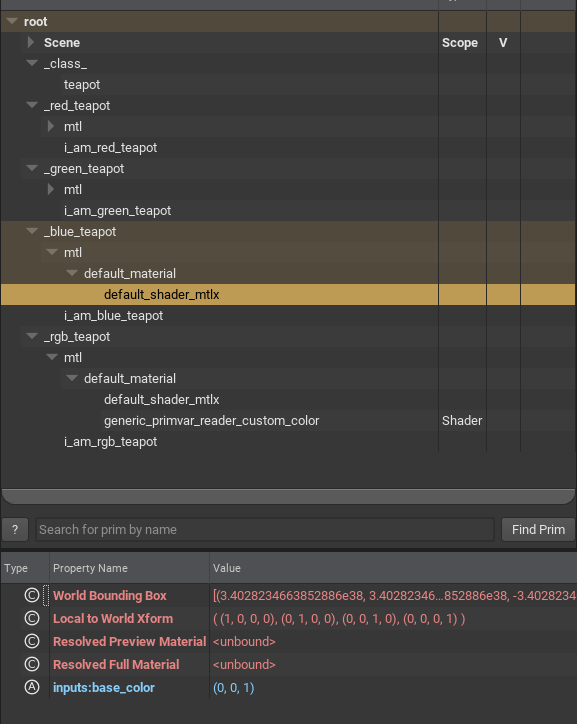 root
Scene Scope V
_class_
teapot
_red_teapot
mtl
i_am_red_teapot
_green_teapot
mtl
i_am_green_teapot
_blue_teapot
mtl
default_material
default_shader_mtlx
i_am_blue_teapot
_rgb_teapot
mtl
default_material
default_shader_mtlx
generic_primvar_reader_custom_color Shader
i_am_rgb_teapot
? Search for prim by name Find Prim
Type Property Name Value
C World Bounding Box [(3.4028234663852886e38, 3.40282346...852886e38, -3.4028234
C Local to World Xform ( (1, 0, 0, 0), (0, 1, 0, 0), (0, 0, 1, 0), (0, 0, 0, 1) )
C Resolved Preview Material <unbound>
C Resolved Full Material <unbound>
A inputs:base_color (0, 0, 1)